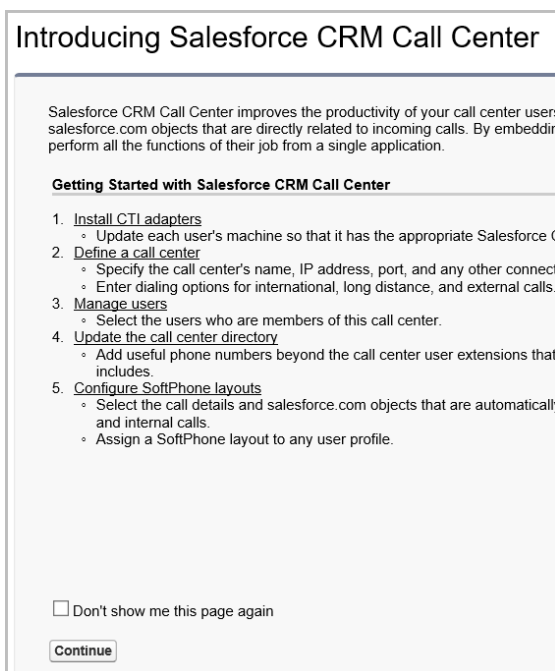 Introducing Salesforce CRM Call Center
Salesforce CRM Call Center improves the productivity of your call center users
salesforce.com objects that are directly related to incoming calls. By embeddin
perform all the functions of their job from a single application.
Getting Started with Salesforce CRM Call Center
1. Install CTI adapters
◦ Update each user's machine so that it has the appropriate Salesforce C
2. Define a call center
◦ Specify the call center's name, IP address, port, and any other connect
◦ Enter dialing options for international, long distance, and external calls.
3. Manage users
◦ Select the users who are members of this call center.
4. Update the call center directory
◦ Add useful phone numbers beyond the call center user extensions that
includes.
5. Configure SoftPhone layouts
◦ Select the call details and salesforce.com objects that are automatically
and internal calls.
◦ Assign a SoftPhone layout to any user profile.
Don't show me this page again
Continue